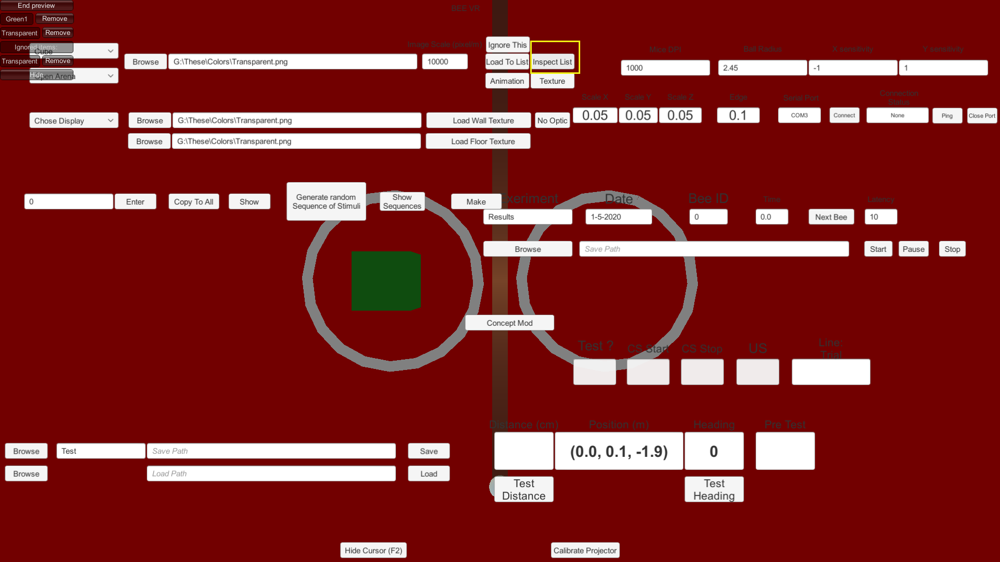 End preview
BEE VR
Green1
Remove
Transparent
Remove
Ignored items:
Transparent
Remove
Hide
Cube
Open Arena
Browse
G:\These\Colors\Transparent.png
Image Scale (pixel/m)
10000
Ignore This
Load To List
Inspect List
Animation
Texture
Mice DPI
Ball Radius
X sensitivity
Y sensitivity
1000
2.45
-1
1
Scale X
Scale Y
Scale Z
Edge
Serial Port
Connection
Status
Chose Display
Browse
G:\These\Colors\Transparent.png
Load Wall Texture
No Optic
0.05
0.05
0.05
0.1
COM3
Connect
None
Ping
Close Port
Browse
G:\These\Colors\Transparent.png
Load Floor Texture
0
Enter
Copy To All
Show
Generate random
Sequence of Stimuli
Show
Sequences
Make
xeriment
Date
Bee ID
Time
Latency
Results
1-5-2020
0
0.0
Next Bee
10
Browse
Save Path
Start
Pause
Stop
Concept Mod
Test ?
CS Start
CS Stop
US
Line:
Trial
Distance (cm)
Position (m)
Heading
Pre Test
(0.0, 0.1, -1.9)
0
Browse
Test
Save Path
Save
Browse
Load Path
Load
Test
Distance
Test
Heading
Hide Cursor (F2)
Calibrate Projector